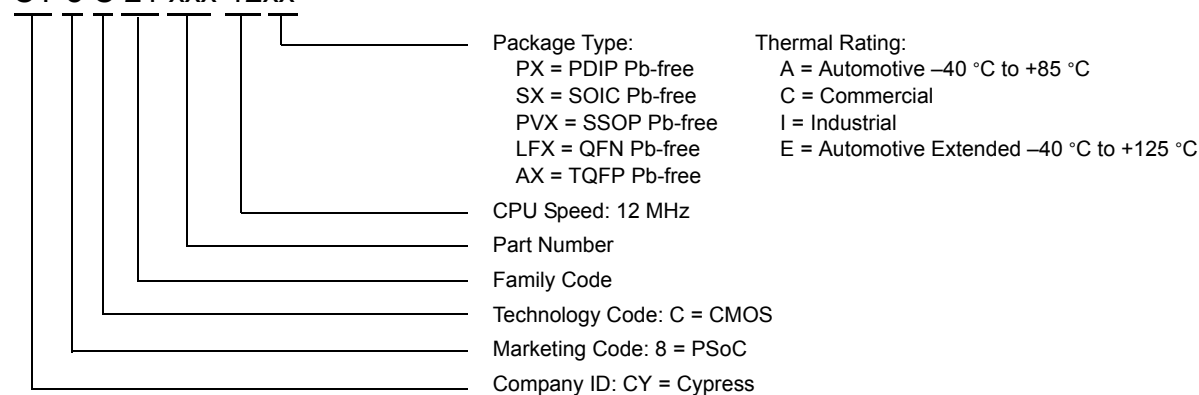 Package Type:
PX = PDIP Pb-free
SX = SOIC Pb-free
PVX = SSOP Pb-free
LFX = QFN Pb-free
AX = TQFP Pb-free
Thermal Rating:
A = Automotive –40 °C to +85 °C
C = Commercial
I = Industrial
E = Automotive Extended –40 °C to +125 °C
CPU Speed: 12 MHz
Part Number
Family Code
Technology Code: C = CMOS
Marketing Code: 8 = PSoC
Company ID: CY = Cypress